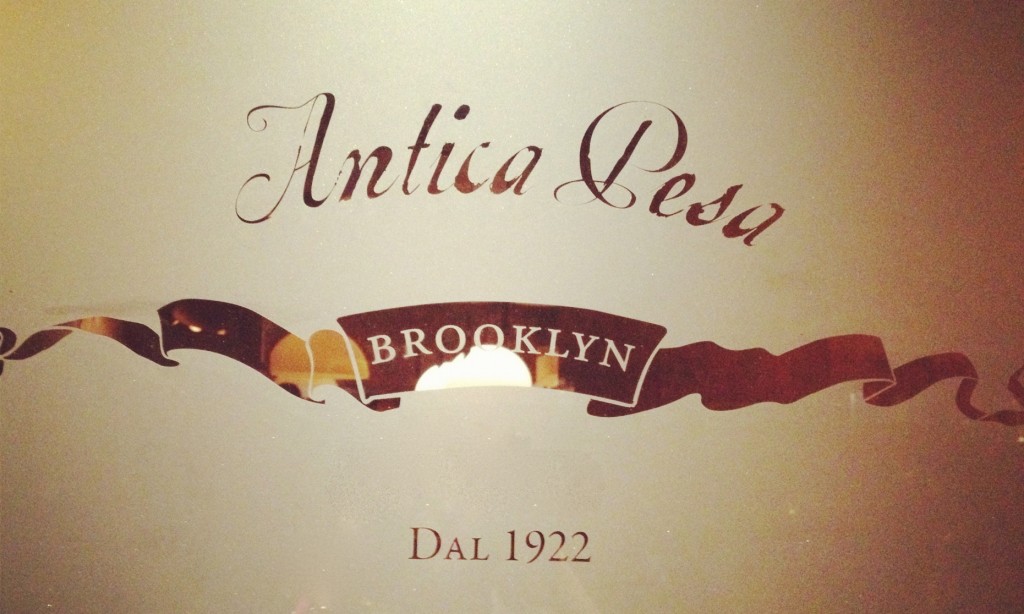 Antica Pesa
BROOKLYN
DAL 1922